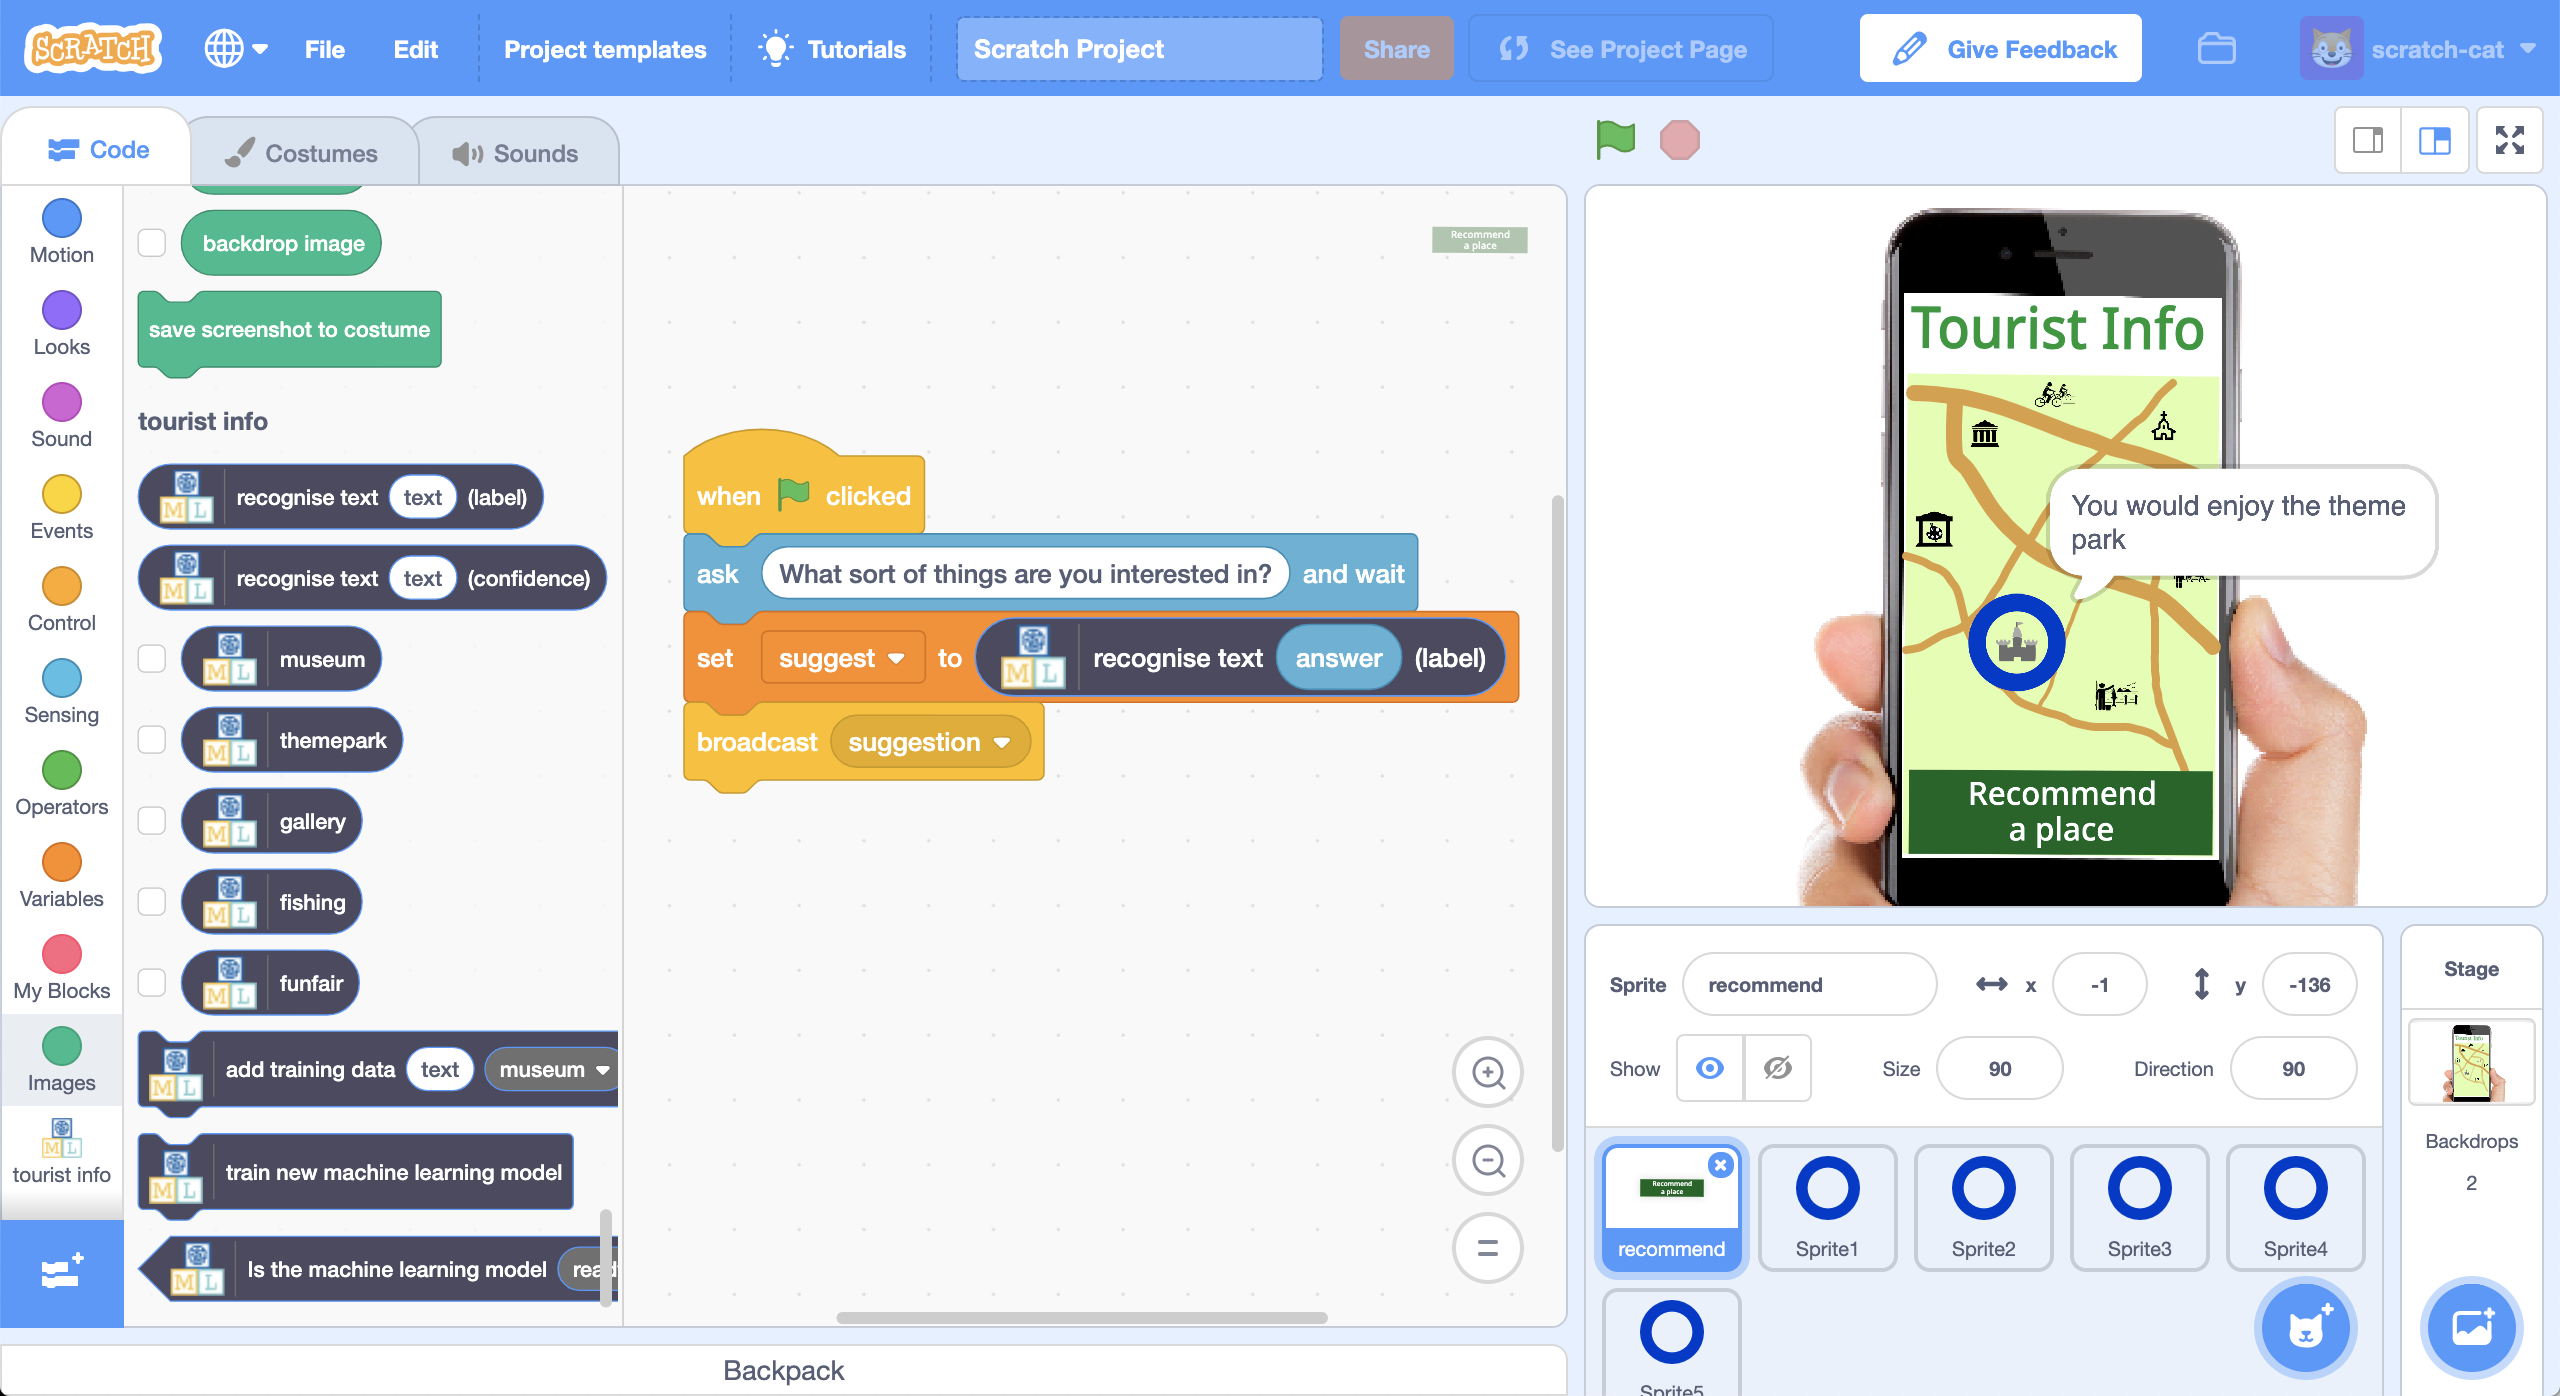 SCRATCH
File
Edit
Project templates
Tutorials
Scratch Project
Share
See Project Page
Give Feedback
scratch-cat
Code
Costumes
Sounds
Motion
Looks
Sound
Events
Control
Sensing
Operators
Variables
My Blocks
Images
tourist info
backdrop image
save screenshot to costume
tourist info
M L recognise text text (label)
M L recognise text text (confidence)
M L museum
M L themepark
M L gallery
M L fishing
M L funfair
M L add training data text museum
M L train new machine learning model
M L Is the machine learning model
Recommend
a place
when clicked
ask What sort of things are you interested in? and wait
set suggest to M L recognise text answer (label)
broadcast suggestion
Backpack
Tourist Info
You would enjoy the theme
park
Recommend
a place
Sprite recommend x -1 y -136
Show Size 90 Direction 90
Recommend
a place
recommend
Sprite1
Sprite2
Sprite3
Sprite4
Sprite5
Stage
Tourist Info
Backdrops
2